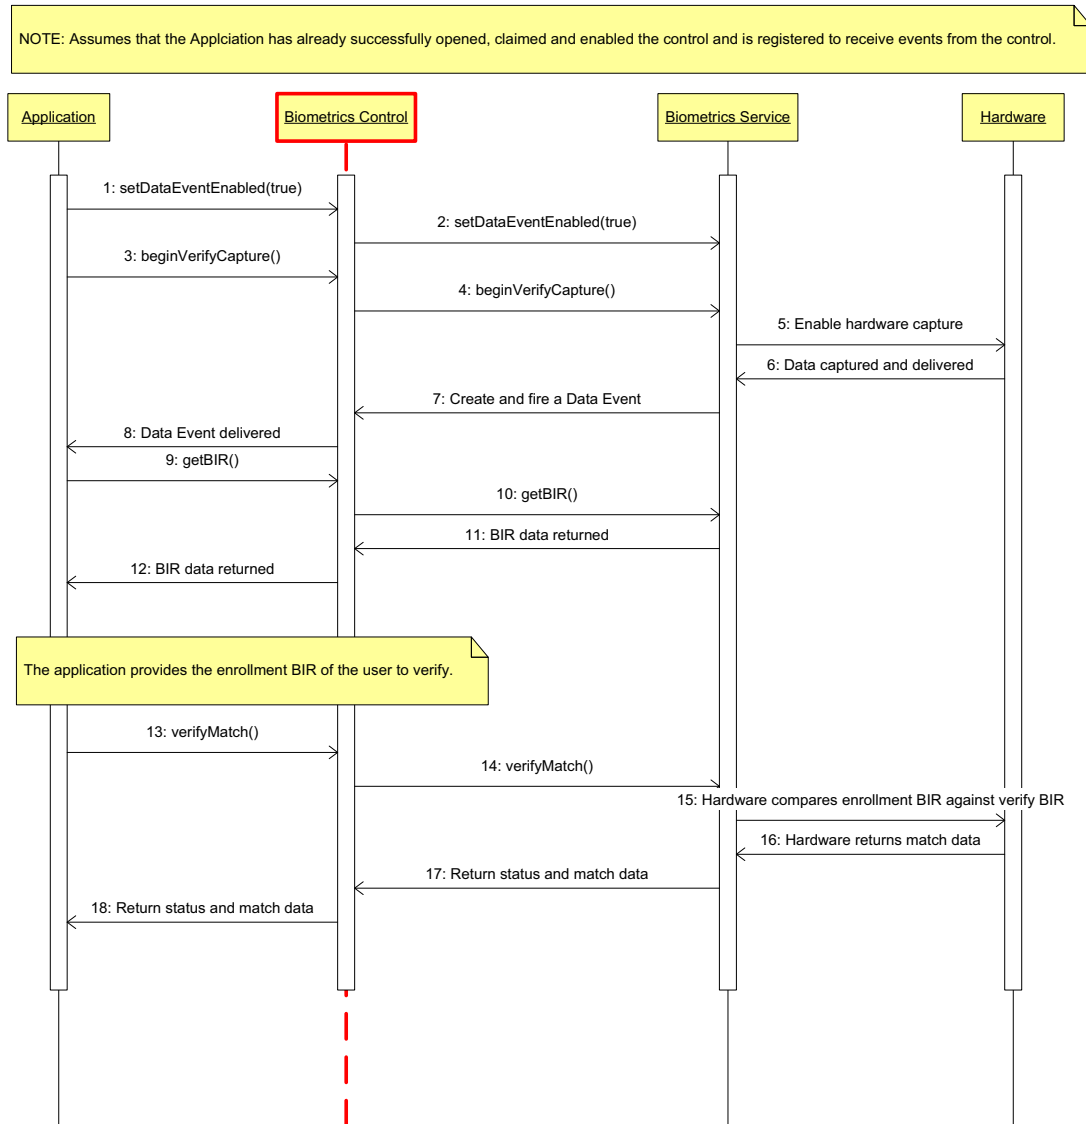 NOTE: Assumes that the Applciation has already successfully opened, claimed and enabled the control and is registered to receive events from the control.
Application
Biometrics Control
Biometrics Service
Hardware
1: setDataEventEnabled(true)
2: setDataEventEnabled(true)
3: beginVerifyCapture()
4: beginVerifyCapture()
5: Enable hardware capture
6: Data captured and delivered
7: Create and fire a Data Event
8: Data Event delivered
9: getBIR()
10: getBIR()
11: BIR data returned
12: BIR data returned
The application provides the enrollment BIR of the user to verify.
13: verifyMatch()
14: verifyMatch()
15: Hardware compares enrollment BIR against verify BIR
16: Hardware returns match data
17: Return status and match data
18: Return status and match data